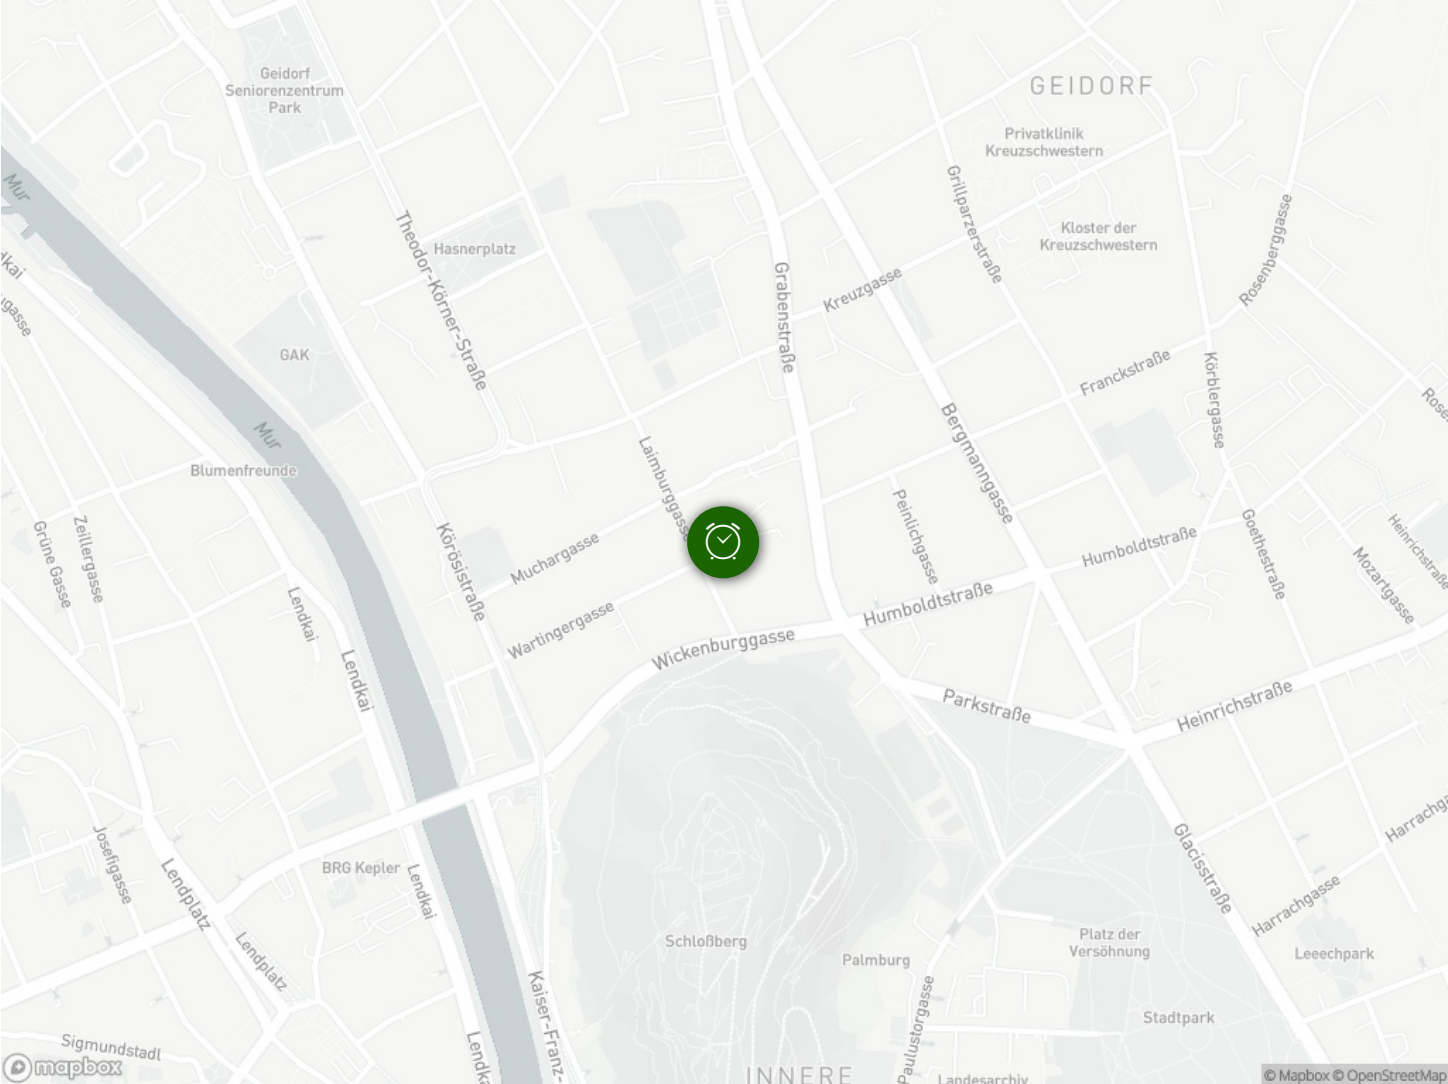 Geidorf
Seniorenzentrum
Park
GEIDORF
Privatklinik
Kreuzschwestern
Mur
Grillparzerstraße
Theodor-Körner-Straße
Hasnerplatz
Kloster der
Kreuzschwestern
Rosenberggasse
Grabenstraße
Kreuzgasse
GAK
Franckstraße
Körblergasse
Bergmanngasse
Mur
Blumenfreunde
Laimburggasse
Grüne Gasse
Zeillergasse
Körösistraße
Muchargasse
Peinlichgasse
Humboldtstraße
Goethestraße
Heinrichstraße
Mozartgasse
Lendkai
Wartingergasse
Humboldtstraße
Wickenburggasse
Lendkai
Parkstraße
Heinrichstraße
Josefigasse
Lendplatz
BRG Kepler
Lendkai
Glacisstraße
Harrachgasse
Lendplatz
Schloßberg
Palmburg
Platz der
Versöhnung
Leeechpark
Kaiser-Franz-
Paulustorgasse
Stadtpark
Sigmundstadl
mapbox
INNERE
Landesarchiv
© Mapbox © OpenStreetMap